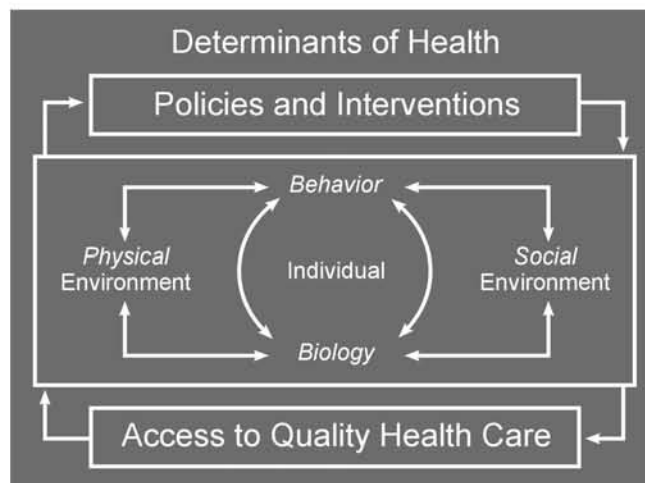 Determinants of Health
Policies and Interventions
Behavior
Physical
Environment
Individual
Social
Environment
Biology
Access to Quality Health Care